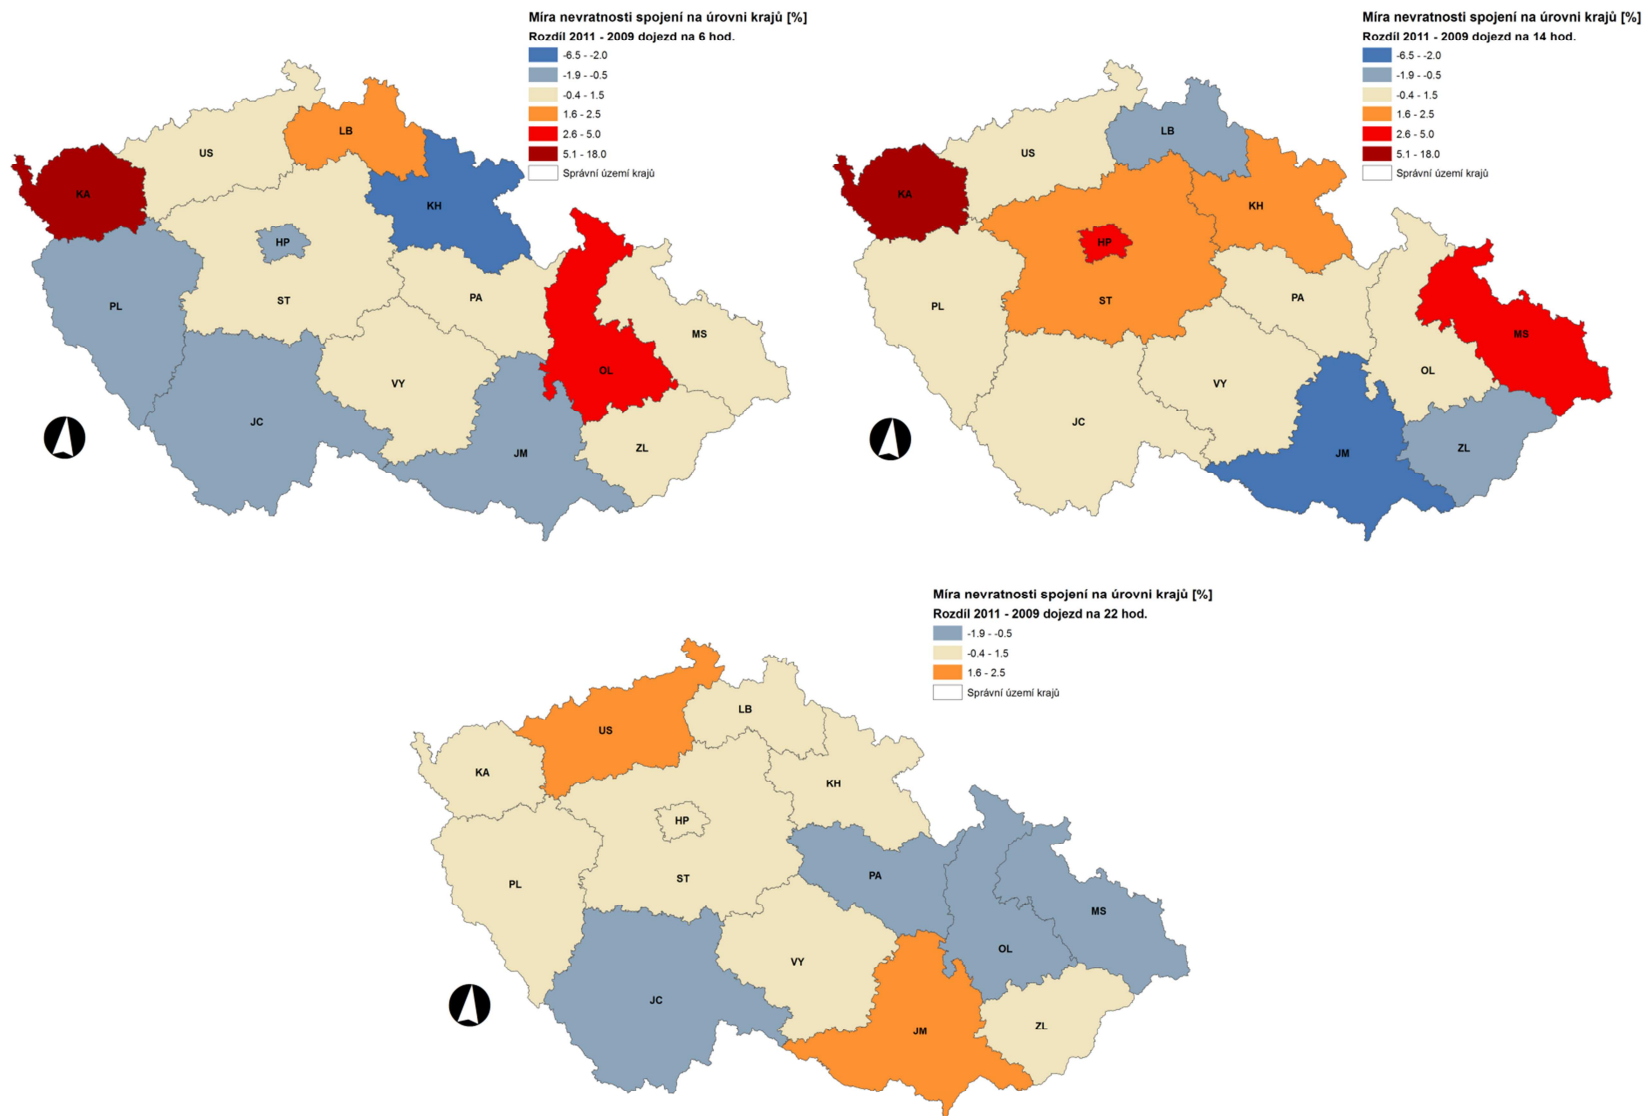 Míra nevratnosti spojení na úrovni krajů [%]
Rozdíl 2011 - 2009 dojezd na 6 hod.
-6.5 - -2.0
-1.9 - -0.5
-0.4 - 1.5
1.6 - 2.5
2.6 - 5.0
5.1 - 18.0
Správní území krajů
LB
US
KA
KH
HP
PL
ST
PA
MS
VY
OL
JC
JM
ZL
Míra nevratnosti spojení na úrovni krajů [%]
Rozdíl 2011 - 2009 dojezd na 14 hod.
-6.5 - -2.0
-1.9 - -0.5
-0.4 - 1.5
1.6 - 2.5
2.6 - 5.0
5.1 - 18.0
Správní území krajů
LB
US
KA
KH
HP
PL
ST
PA
MS
VY
OL
JC
JM
ZL
Míra nevratnosti spojení na úrovni krajů [%]
Rozdíl 2011 - 2009 dojezd na 22 hod.
-1.9 - -0.5
-0.4 - 1.5
1.6 - 2.5
Správní území krajů
LB
US
KA
KH
HP
PL
ST
PA
MS
VY
OL
JC
JM
ZL